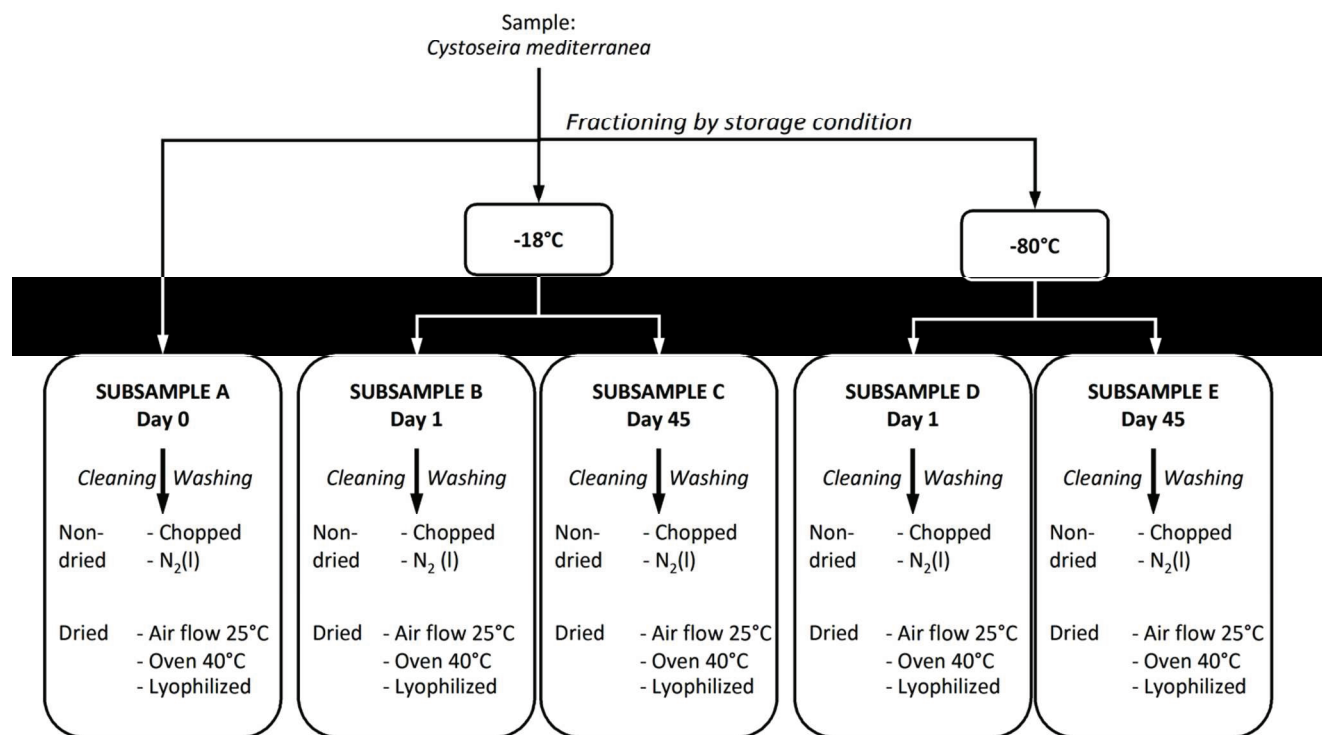 Sample:
Cystoseira mediterranea
Fractioning by storage condition
-18°C
-80°C
SUBSAMPLE A
Day 0
Cleaning Washing
Non-dried
- Chopped
- N₂(l)
Dried
- Air flow 25°C
- Oven 40°C
- Lyophilized
SUBSAMPLE B
Day 1
Cleaning Washing
Non-dried
- Chopped
- N₂ (l)
Dried
- Air flow 25°C
- Oven 40°C
- Lyophilized
SUBSAMPLE C
Day 45
Cleaning Washing
Non-dried
- Chopped
- N₂(l)
Dried
- Air flow 25°C
- Oven 40°C
- Lyophilized
SUBSAMPLE D
Day 1
Cleaning Washing
Non-dried
- Chopped
- N₂(l)
Dried
- Air flow 25°C
- Oven 40°C
- Lyophilized
SUBSAMPLE E
Day 45
Cleaning Washing
Non-dried
- Chopped
- N₂(l)
Dried
- Air flow 25°C
- Oven 40°C
- Lyophilized